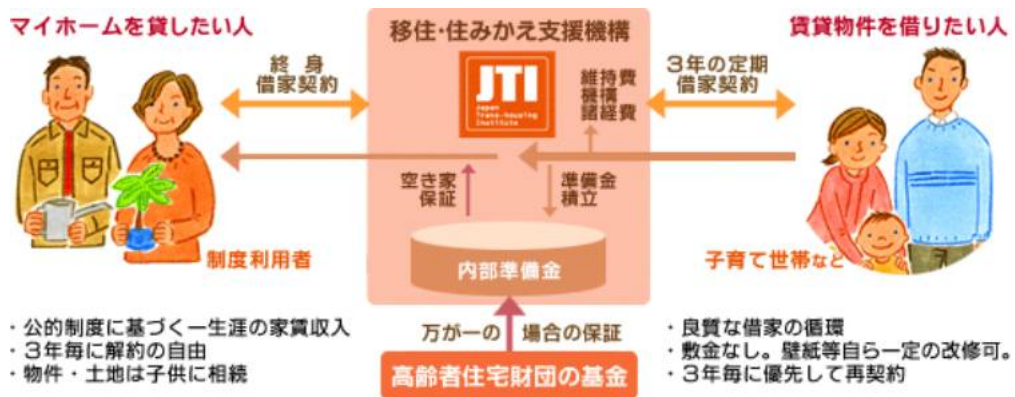 マイホームを貸したい人
終身
借家契約
制度利用者
・公的制度に基づく一生涯の家賃収入
・３年毎に解約の自由
・物件・土地は子供に相続
移住・住みかえ支援機構
JTI
Japan
Trans-housing
Institute
維持費
機構
諸経費
空き家
保証
準備金
積立
内部準備金
万が一の 場合の保証
高齢者住宅財団の基金
賃貸物件を借りたい人
３年の定期
借家契約
子育て世帯など
・良質な借家の循環
・敷金なし。壁紙等自ら一定の改修可。
・３年毎に優先して再契約